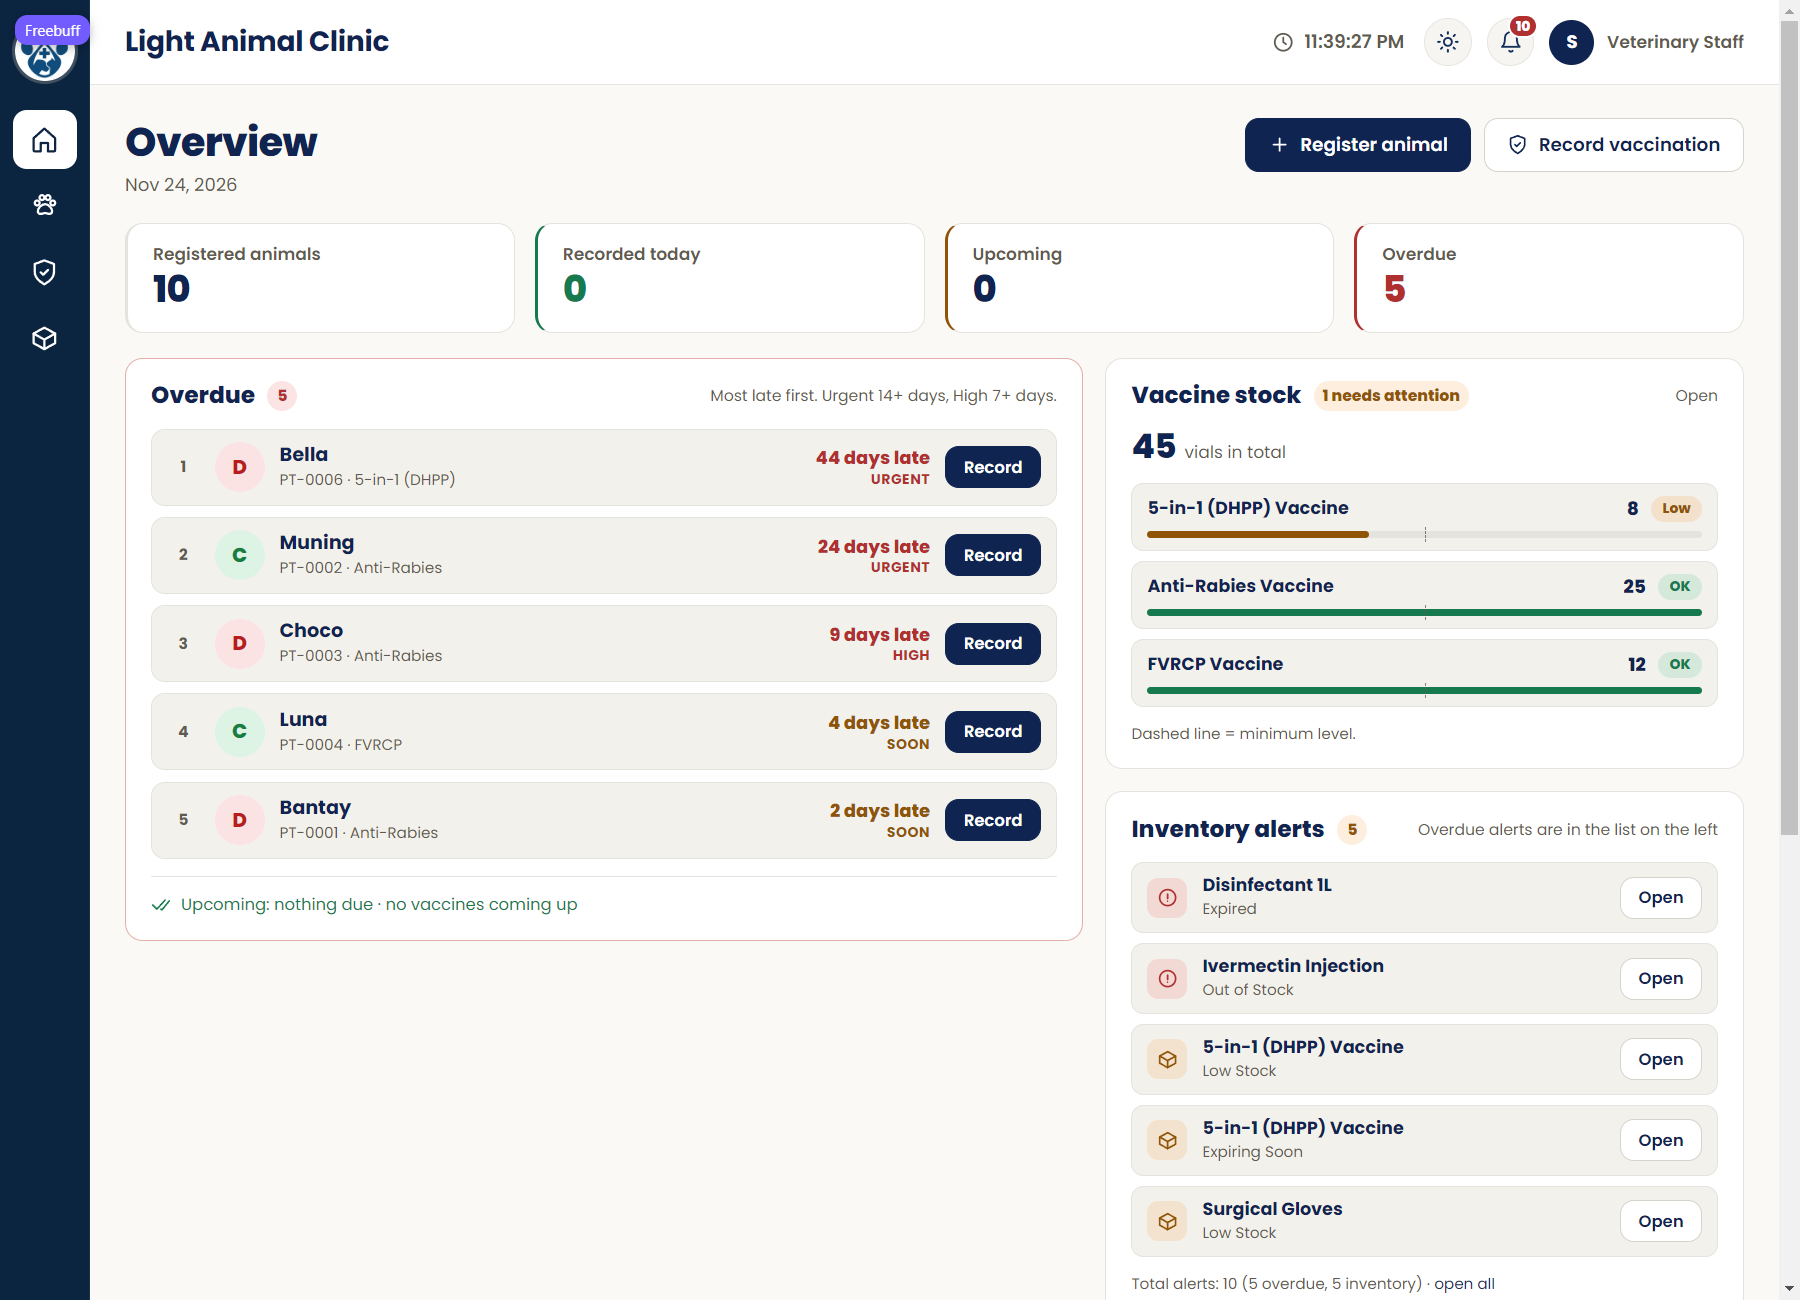 Freebuff
Light Animal Clinic
11:39:27 PM
10
S
Veterinary Staff
Overview
Nov 24, 2026
Register animal
Record vaccination
Registered animals
10
Recorded today
0
Upcoming
0
Overdue
5
Overdue 5
Most late first. Urgent 14+ days, High 7+ days.
1
D
Bella
PT-0006 · 5-in-1 (DHPP)
44 days late
URGENT
Record
2
C
Muning
PT-0002 · Anti-Rabies
24 days late
URGENT
Record
3
D
Choco
PT-0003 · Anti-Rabies
9 days late
HIGH
Record
4
C
Luna
PT-0004 · FVRCP
4 days late
SOON
Record
5
D
Bantay
PT-0001 · Anti-Rabies
2 days late
SOON
Record
Upcoming: nothing due · no vaccines coming up
Vaccine stock 1 needs attention
Open
45 vials in total
5-in-1 (DHPP) Vaccine
8 Low
Anti-Rabies Vaccine
25 OK
FVRCP Vaccine
12 OK
Dashed line = minimum level.
Inventory alerts 5
Overdue alerts are in the list on the left
Disinfectant 1L
Expired
Open
Ivermectin Injection
Out of Stock
Open
5-in-1 (DHPP) Vaccine
Low Stock
Open
5-in-1 (DHPP) Vaccine
Expiring Soon
Open
Surgical Gloves
Low Stock
Open
Total alerts: 10 (5 overdue, 5 inventory) · open all